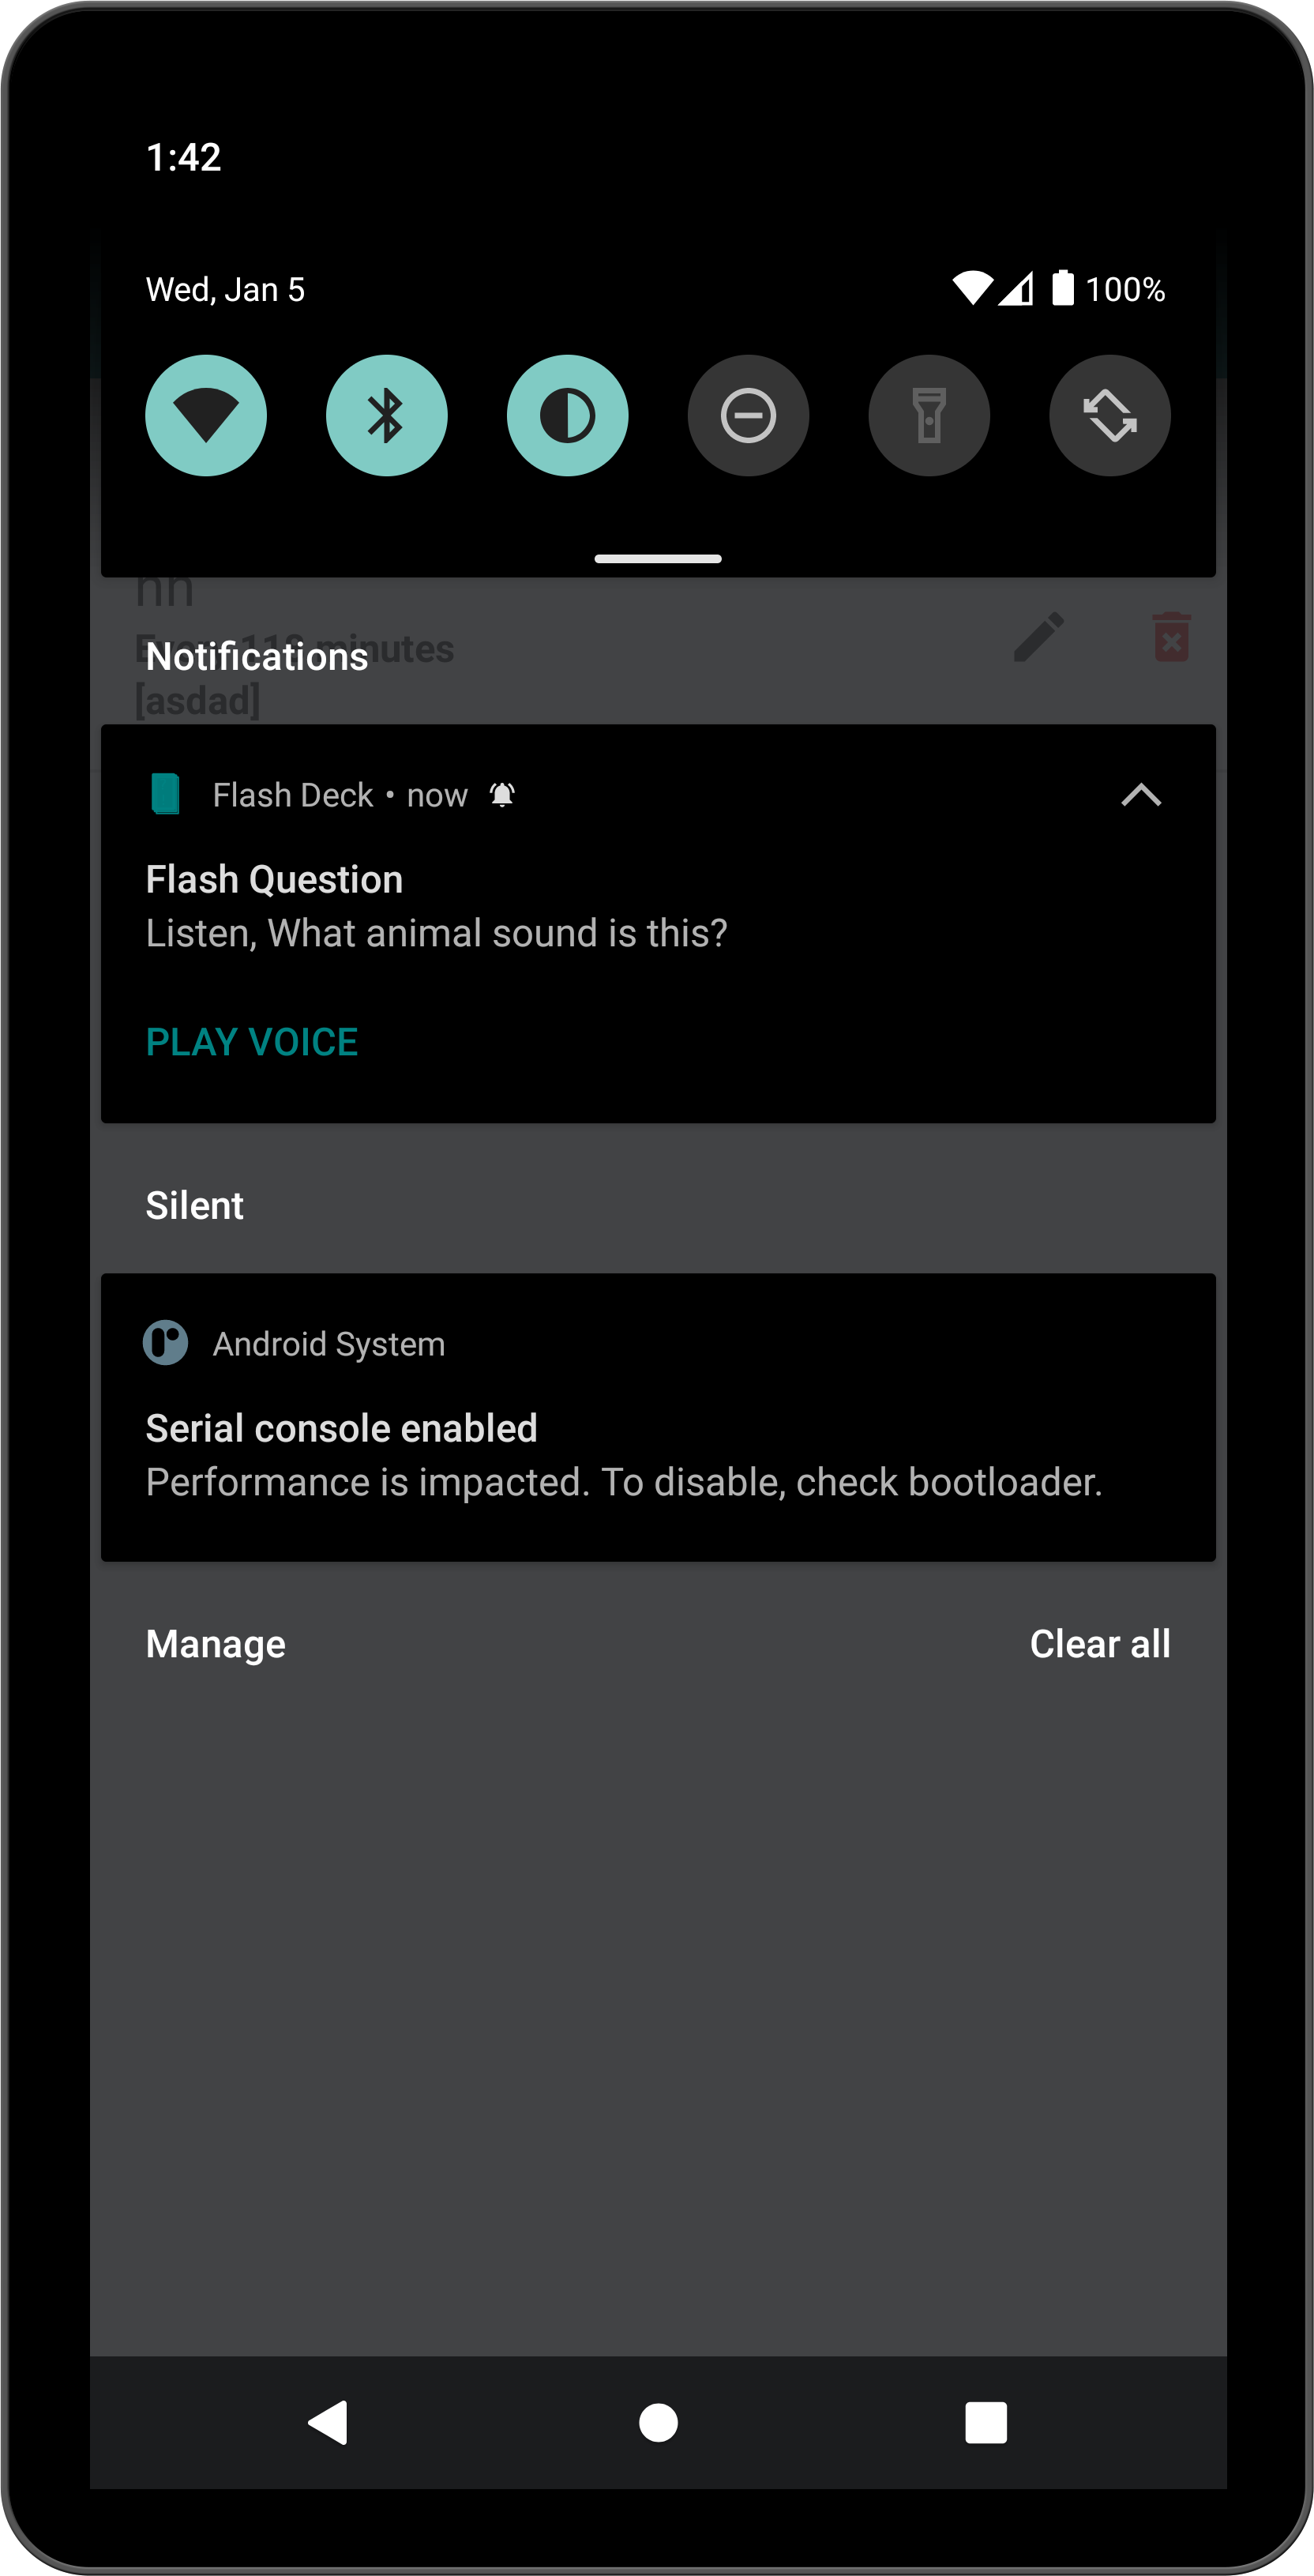 1:42
Wed, Jan 5
100%
nn
minutes
Notifications
[asdad]
Flash Deck • now
Flash Question
Listen, What animal sound is this?
PLAY VOICE
Silent
Android System
Serial console enabled
Performance is impacted. To disable, check bootloader.
Manage
Clear all